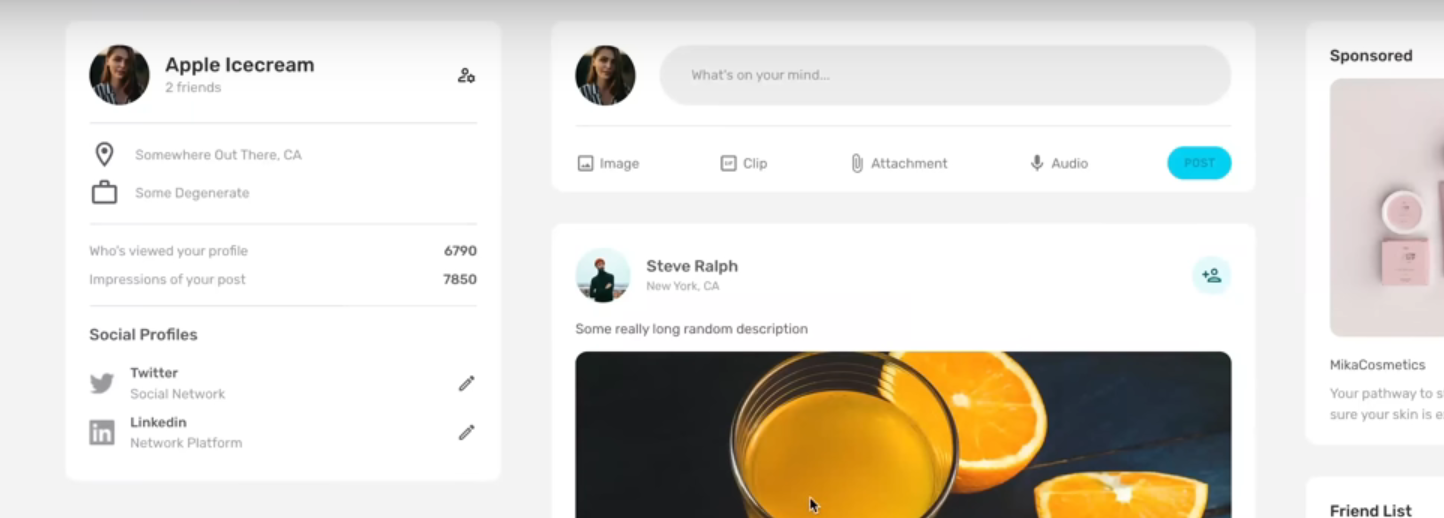 Apple Icecream
2 friends
Somewhere Out There, CA
Some Degenerate
Who's viewed your profile 6790
Impressions of your post 7850
Social Profiles
Twitter
Social Network
Linkedin
Network Platform
What's on your mind...
Image Clip Attachment Audio POST
Steve Ralph
New York, CA
Some really long random description
Sponsored
MikaCosmetics
Your pathway to
sure your skin is
Friend List